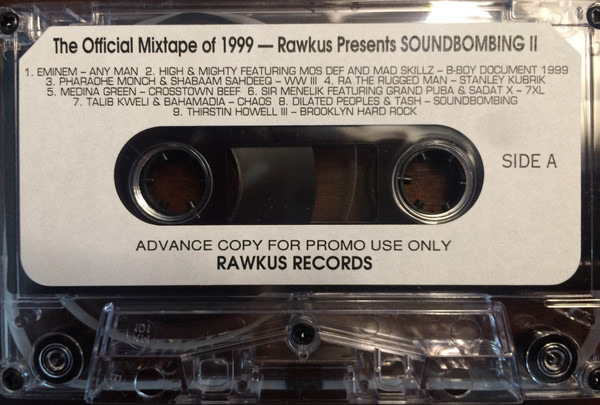 The Official Mixtape of 1999 — Rawkus Presents SOUNDBOMBING II
1. EMINEM – ANY MAN 2. HIGH & MIGHTY FEATURING MOS DEF AND MAD SKILLZ – B-BOY DOCUMENT 1999
3. PHARAOHE MONCH & SHABAAM SAHDEEQ – WW III 4. RA THE RUGGED MAN – STANLEY KUBRIK
5. MEDINA GREEN – CROSSTOWN BEEF 6. SIR MENELIK FEATURING GRAND PUBA & SADAT X – 7XL
7. TALIB KWELI & BAHAMADIA – CHAOS 8. DILATED PEOPLES & TASH – SOUNDBOMBING
9. THIRSTIN HOWELL III – BROOKLYN HARD ROCK
SIDE A
ADVANCE COPY FOR PROMO USE ONLY
RAWKUS RECORDS